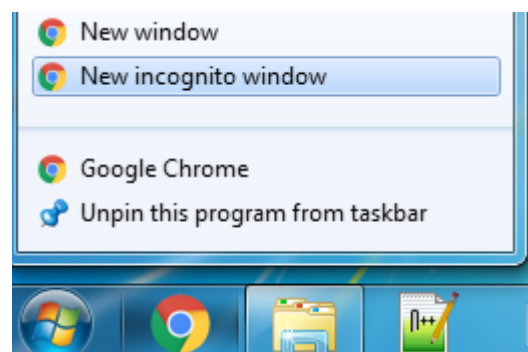 New window
New incognito window
Google Chrome
Unpin this program from taskbar
n++